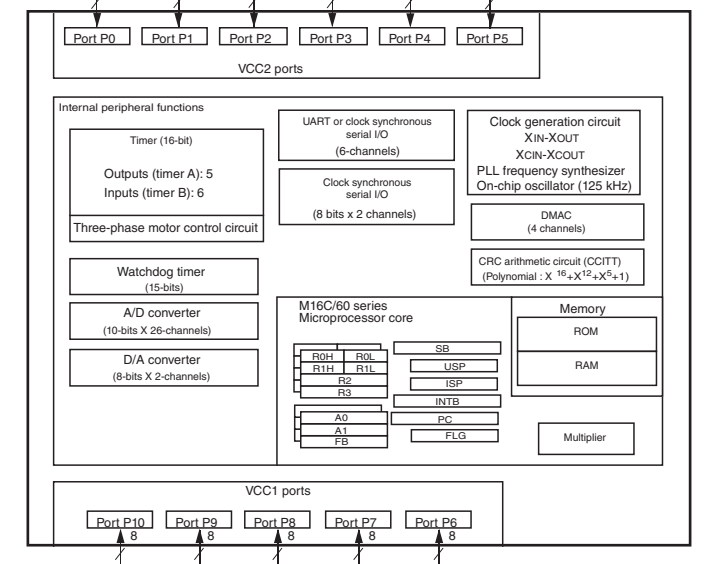 Port P0 Port P1 Port P2 Port P3 Port P4 Port P5
VCC2 ports
Internal peripheral functions
Timer (16-bit)
Outputs (timer A): 5
Inputs (timer B): 6
Three-phase motor control circuit
Watchdog timer
(15-bits)
A/D converter
(10-bits X 26-channels)
D/A converter
(8-bits X 2-channels)
UART or clock synchronous
serial I/O
(6-channels)
Clock synchronous
serial I/O
(8 bits x 2 channels)
Clock generation circuit
XIN-XOUT
XCIN-XCOUT
PLL frequency synthesizer
On-chip oscillator (125 kHz)
DMAC
(4 channels)
CRC arithmetic circuit (CCITT)
(Polynomial : X 16+X12+X5+1)
M16C/60 series
Microprocessor core
R0H R0L
R1H R1L
R2
R3
A0
A1
FB
SB
USP
ISP
INTB
PC
FLG
Memory
ROM
RAM
Multiplier
VCC1 ports
Port P10 Port P9 Port P8 Port P7 Port P6
8 8 8 8 8